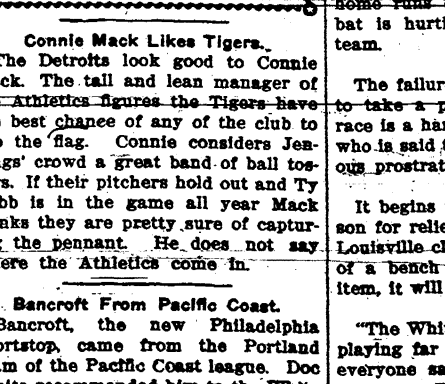 Connie Mack Likes Tigers.
The Detroits look good to Connie
ck. The tall and lean manager of
Athletics figures the Tigers have
best chance of any of the club to
the flag. Connie considers Jen-
gs' crowd a great band of ball tos-
rs. If their pitchers hold out and Ty
bb is in the game all year Mack
nks they are pretty sure of captur-
g the pennant. He does not say
ere the Athletics come in.
Bancroft From Pacific Coast.
Bancroft, the new Philadelphia
ortstop, came from the Portland
am of the Pacific Coast league. Doc
home runs
bat is hurti
team.
The failur
to take a p
race is a ha
who is said t
ous prostrat
It begins
son for relie
Louisville cl
of a bench
item, it will
"The Whi
playing far
everyone sa